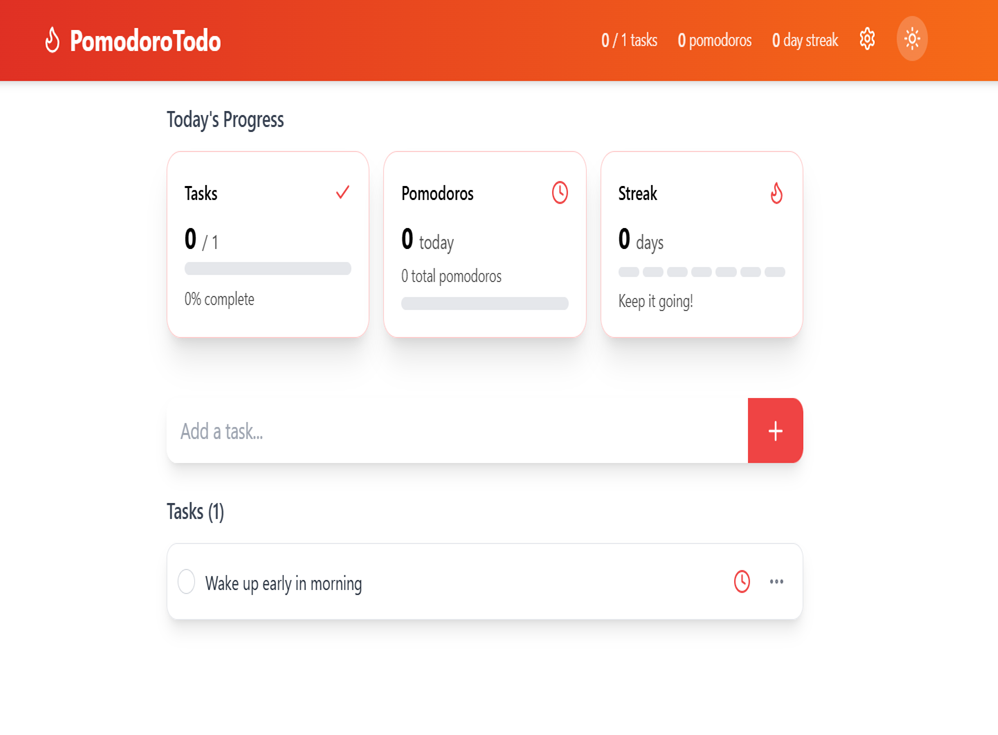 PomodoroTodo
0 / 1 tasks 0 pomodoros 0 day streak
Today's Progress
Tasks
0 / 1
0% complete
Pomodoros
0 today
0 total pomodoros
Streak
0 days
Keep it going!
Add a task...
+
Tasks (1)
Wake up early in morning